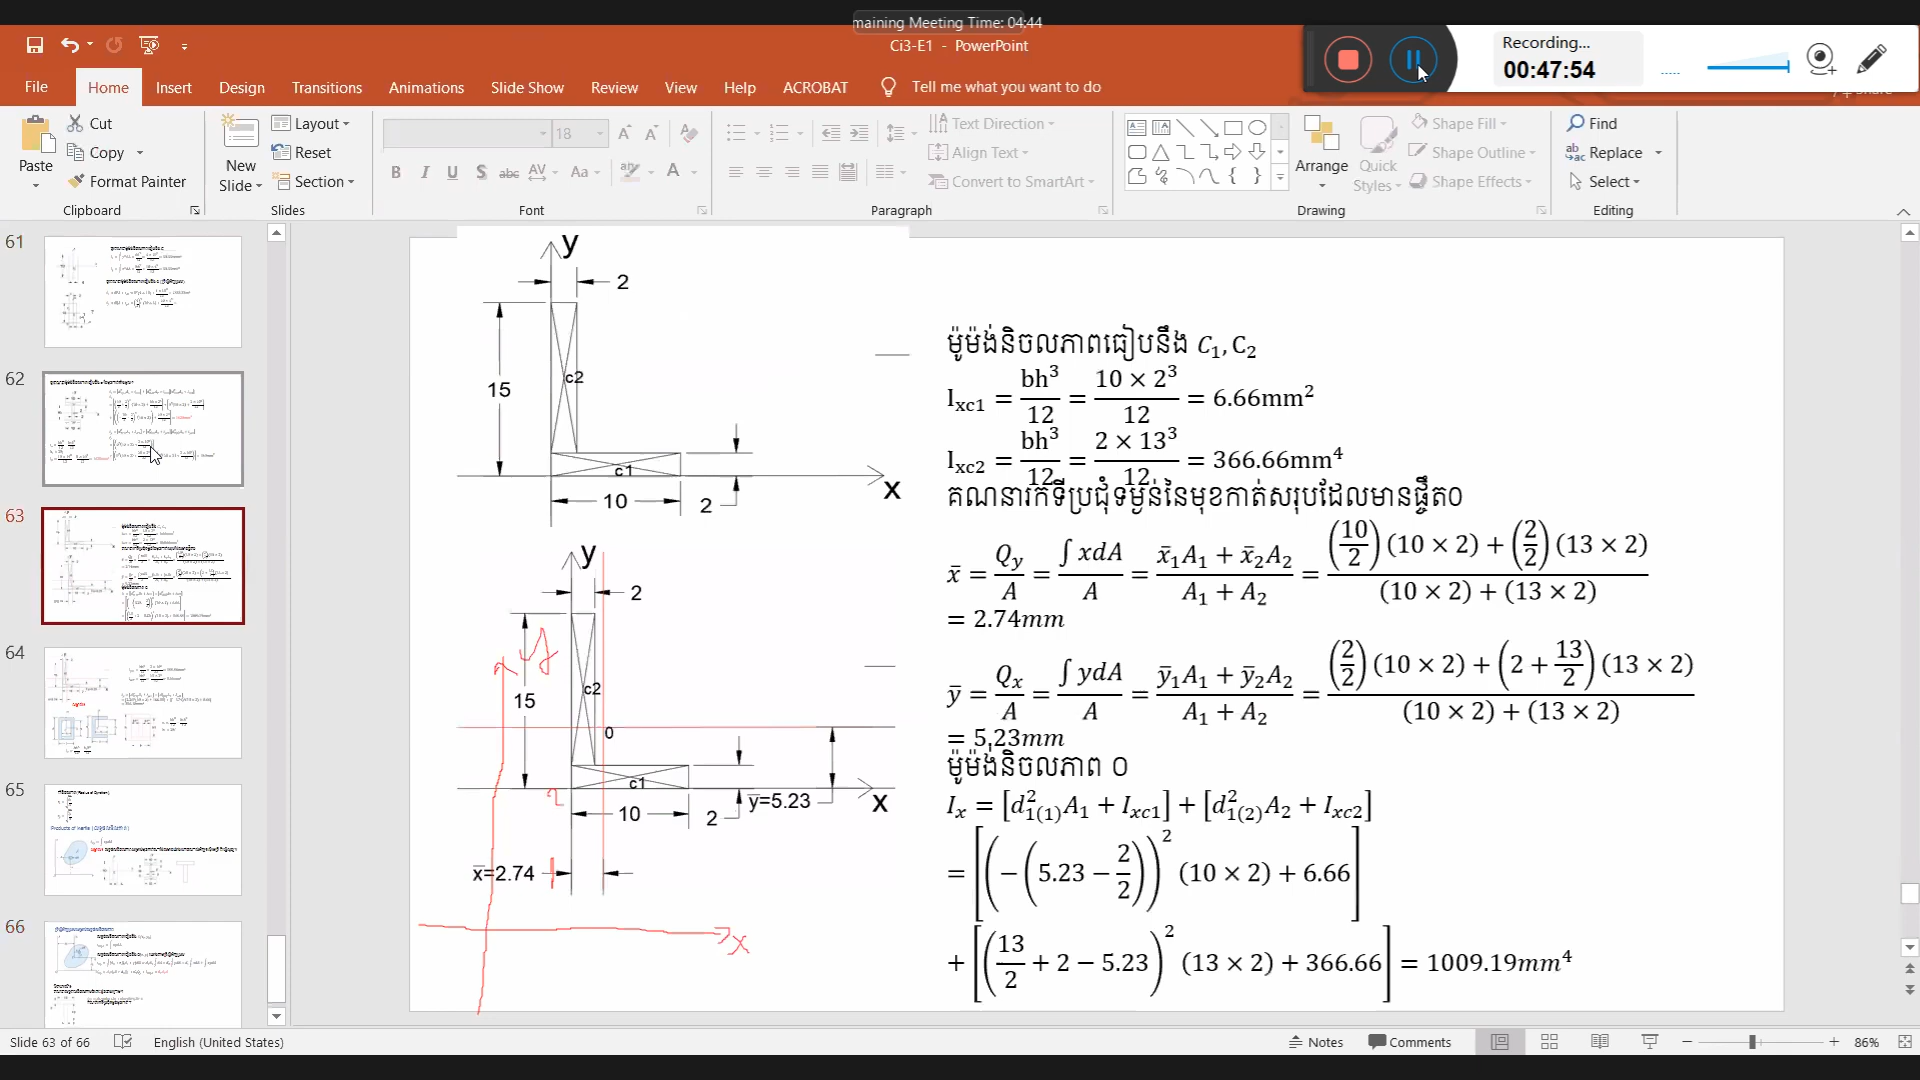 maining Meeting Time: 04:44
Ci3-E1 - PowerPoint
Recording...
00:47:54
File Home Insert Design Transitions Animations Slide Show Review View Help ACROBAT Tell me what you want to do
Paste
Cut
Copy
Format Painter
Clipboard
New Slide
Layout
Reset
Section
Slides
18
Font
Text Direction
Align Text
Convert to SmartArt
Paragraph
Arrange
Quick Styles
Shape Fill
Shape Outline
Shape Effects
Drawing
Find
Replace
Select
Editing
61
62
63
64
65
66
y
2
15
c2
c1
10
2
x
y
2
15
c2
0
c1
10
2
y̅=5.23
x
x̅=2.74
y
2
1
x
ម៉ូម៉ង់និចលភាពធៀបនឹង C₁, C₂
I_xc1 = bh³/12 = (10 × 2³)/12 = 6.66mm²
I_xc2 = bh³/12 = (2 × 13³)/12 = 366.66mm⁴
គណនារកទីប្រជុំទម្ងន់នៃមុខកាត់សរុបដែលមានផ្ចិត0
x̄ = Q_y/A = ∫xdA/A = (x̄₁A₁ + x̄₂A₂)/(A₁ + A₂) = ((10/2)(10 × 2) + (2/2)(13 × 2))/((10 × 2) + (13 × 2))
= 2.74mm
ȳ = Q_x/A = ∫ydA/A = (ȳ₁A₁ + ȳ₂A₂)/(A₁ + A₂) = ((2/2)(10 × 2) + (2 + 13/2)(13 × 2))/((10 × 2) + (13 × 2))
= 5.23mm
ម៉ូម៉ង់និចលភាព 0
I_x = [d²₁₍₁₎A₁ + I_xc1] + [d²₁₍₂₎A₂ + I_xc2]
= [(−(5.23 − 2/2))² (10 × 2) + 6.66]
+ [(13/2 + 2 − 5.23)² (13 × 2) + 366.66] = 1009.19mm⁴
Slide 63 of 66 English (United States) Notes Comments 86%